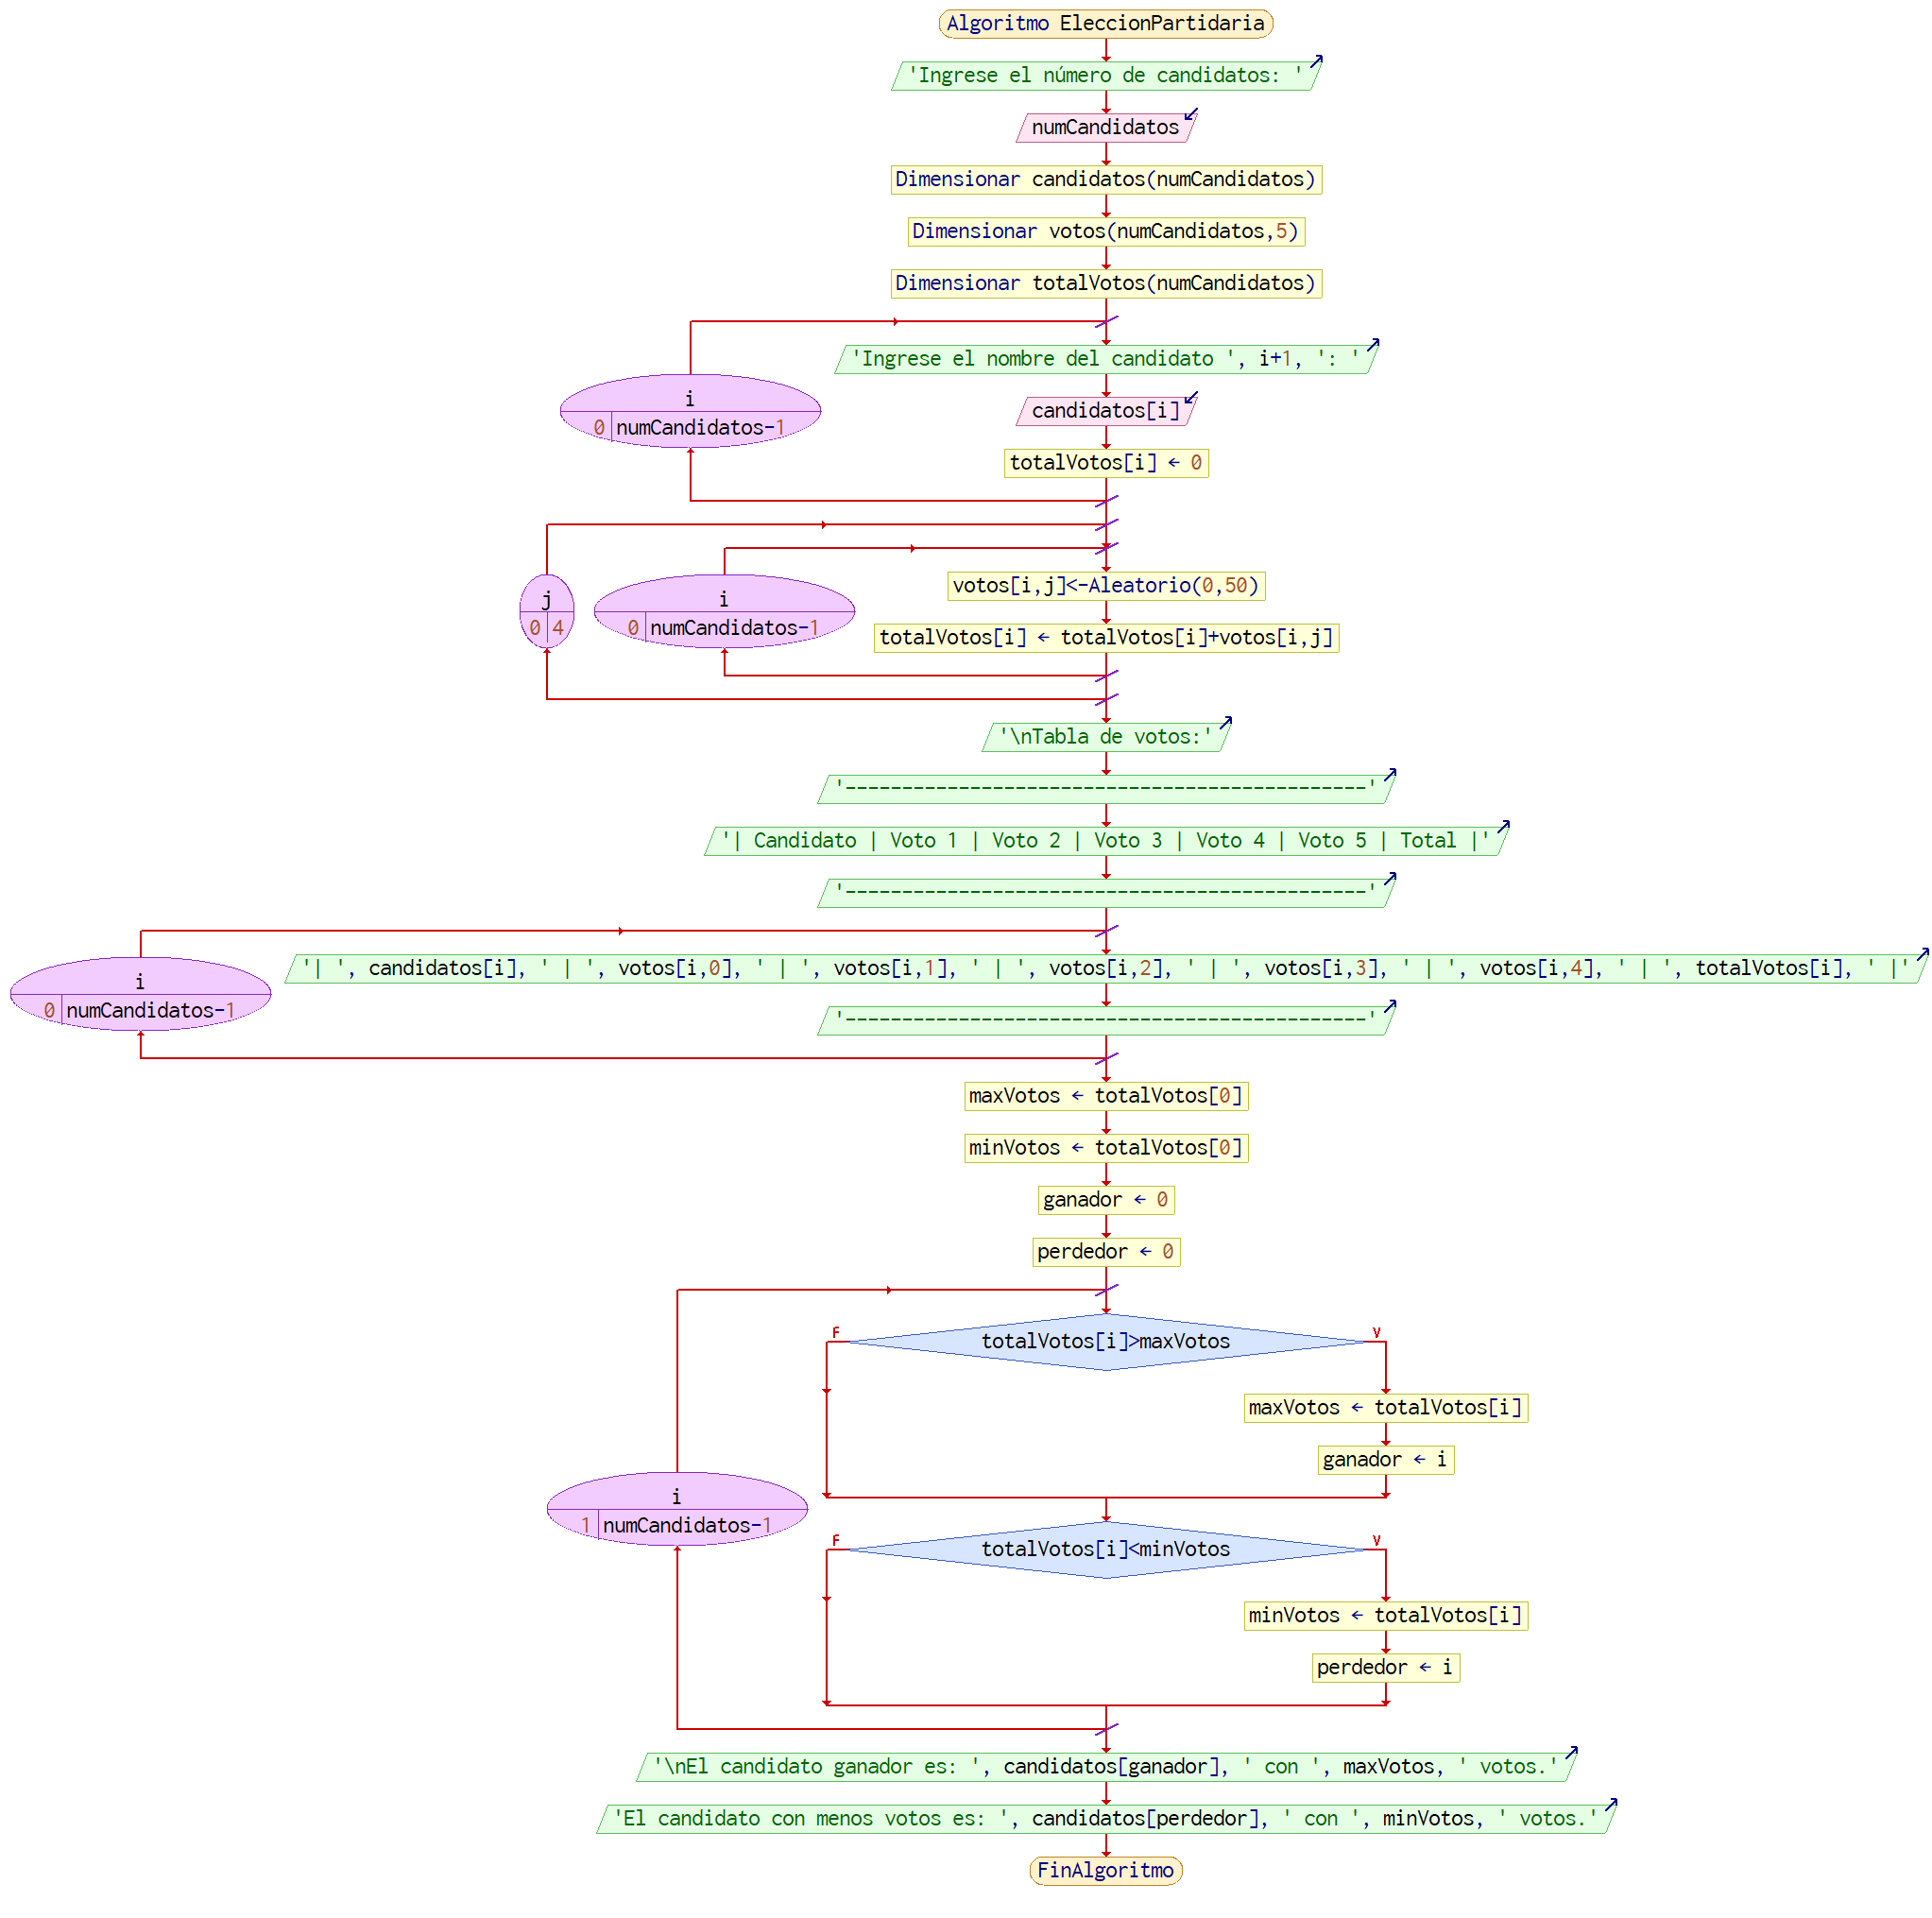 Algoritmo EleccionPartidaria
'Ingrese el número de candidatos: '
numCandidatos
Dimensionar candidatos(numCandidatos)
Dimensionar votos(numCandidatos,5)
Dimensionar totalVotos(numCandidatos)
i
0 numCandidatos-1
'Ingrese el nombre del candidato ', i+1, ': '
candidatos[i]
totalVotos[i] ← 0
j
0 4
i
0 numCandidatos-1
votos[i,j]<-Aleatorio(0,50)
totalVotos[i] ← totalVotos[i]+votos[i,j]
'\nTabla de votos:'
'----------------------------------------------'
'| Candidato | Voto 1 | Voto 2 | Voto 3 | Voto 4 | Voto 5 | Total |'
'----------------------------------------------'
i
0 numCandidatos-1
'| ', candidatos[i], ' | ', votos[i,0], ' | ', votos[i,1], ' | ', votos[i,2], ' | ', votos[i,3], ' | ', votos[i,4], ' | ', totalVotos[i], ' |'
'----------------------------------------------'
maxVotos ← totalVotos[0]
minVotos ← totalVotos[0]
ganador ← 0
perdedor ← 0
i
1 numCandidatos-1
F
totalVotos[i]>maxVotos
V
maxVotos ← totalVotos[i]
ganador ← i
F
totalVotos[i]<minVotos
V
minVotos ← totalVotos[i]
perdedor ← i
'\nEl candidato ganador es: ', candidatos[ganador], ' con ', maxVotos, ' votos.'
'El candidato con menos votos es: ', candidatos[perdedor], ' con ', minVotos, ' votos.'
FinAlgoritmo